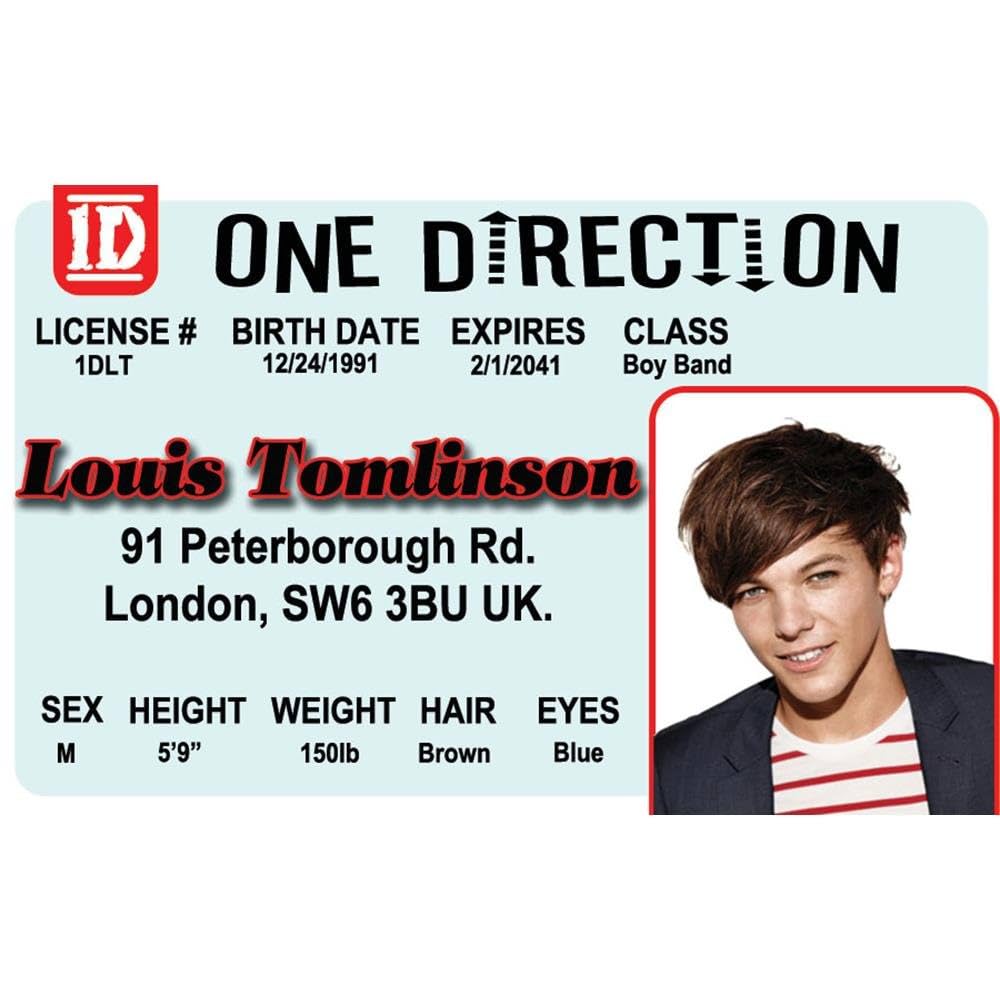 1D ONE DIRECTION
LICENSE # BIRTH DATE EXPIRES CLASS
1DLT 12/24/1991 2/1/2041 Boy Band
Louis Tomlinson
91 Peterborough Rd.
London, SW6 3BU UK.
SEX HEIGHT WEIGHT HAIR EYES
M 5'9” 150lb Brown Blue